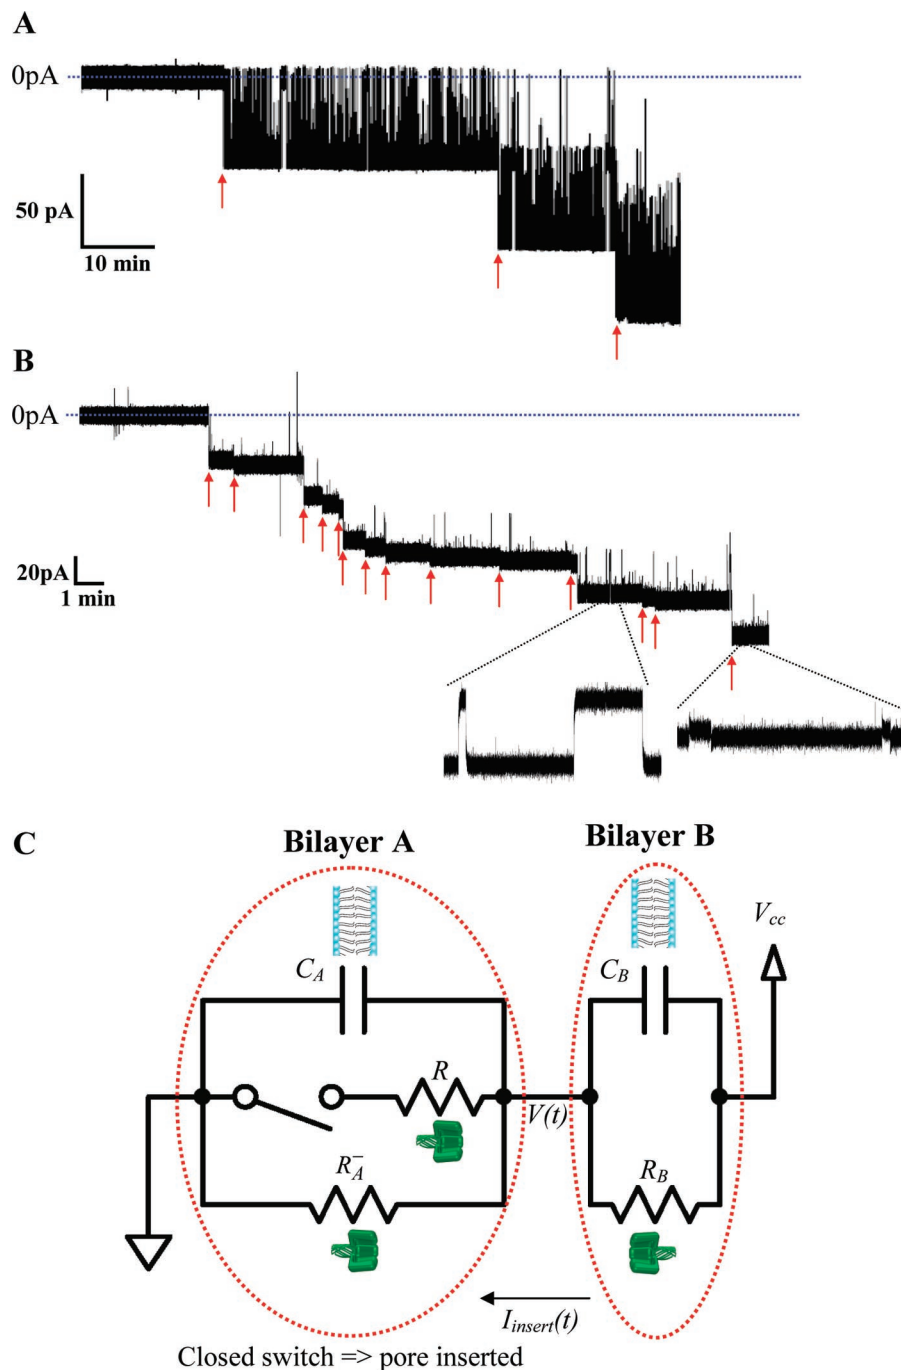 A
0pA
50 pA
10 min
B
0pA
20pA
1 min
C
Bilayer A
Bilayer B
V_cc
C_A
C_B
R
V(t)
R_A^−
R_B
I_insert(t)
Closed switch => pore inserted